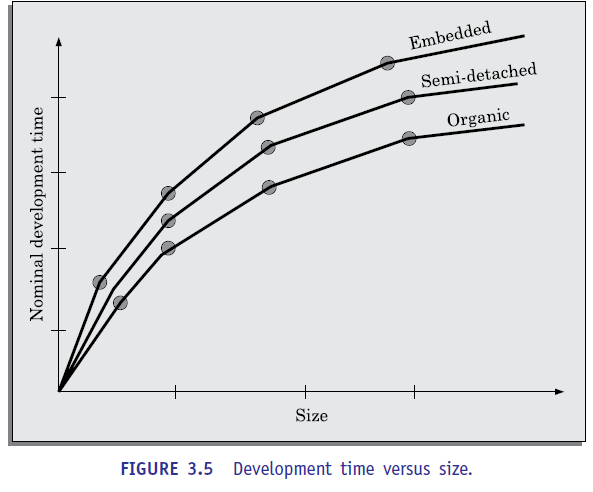 Embedded
Semi-detached
Organic
Nominal development time
Size
FIGURE 3.5 Development time versus size.